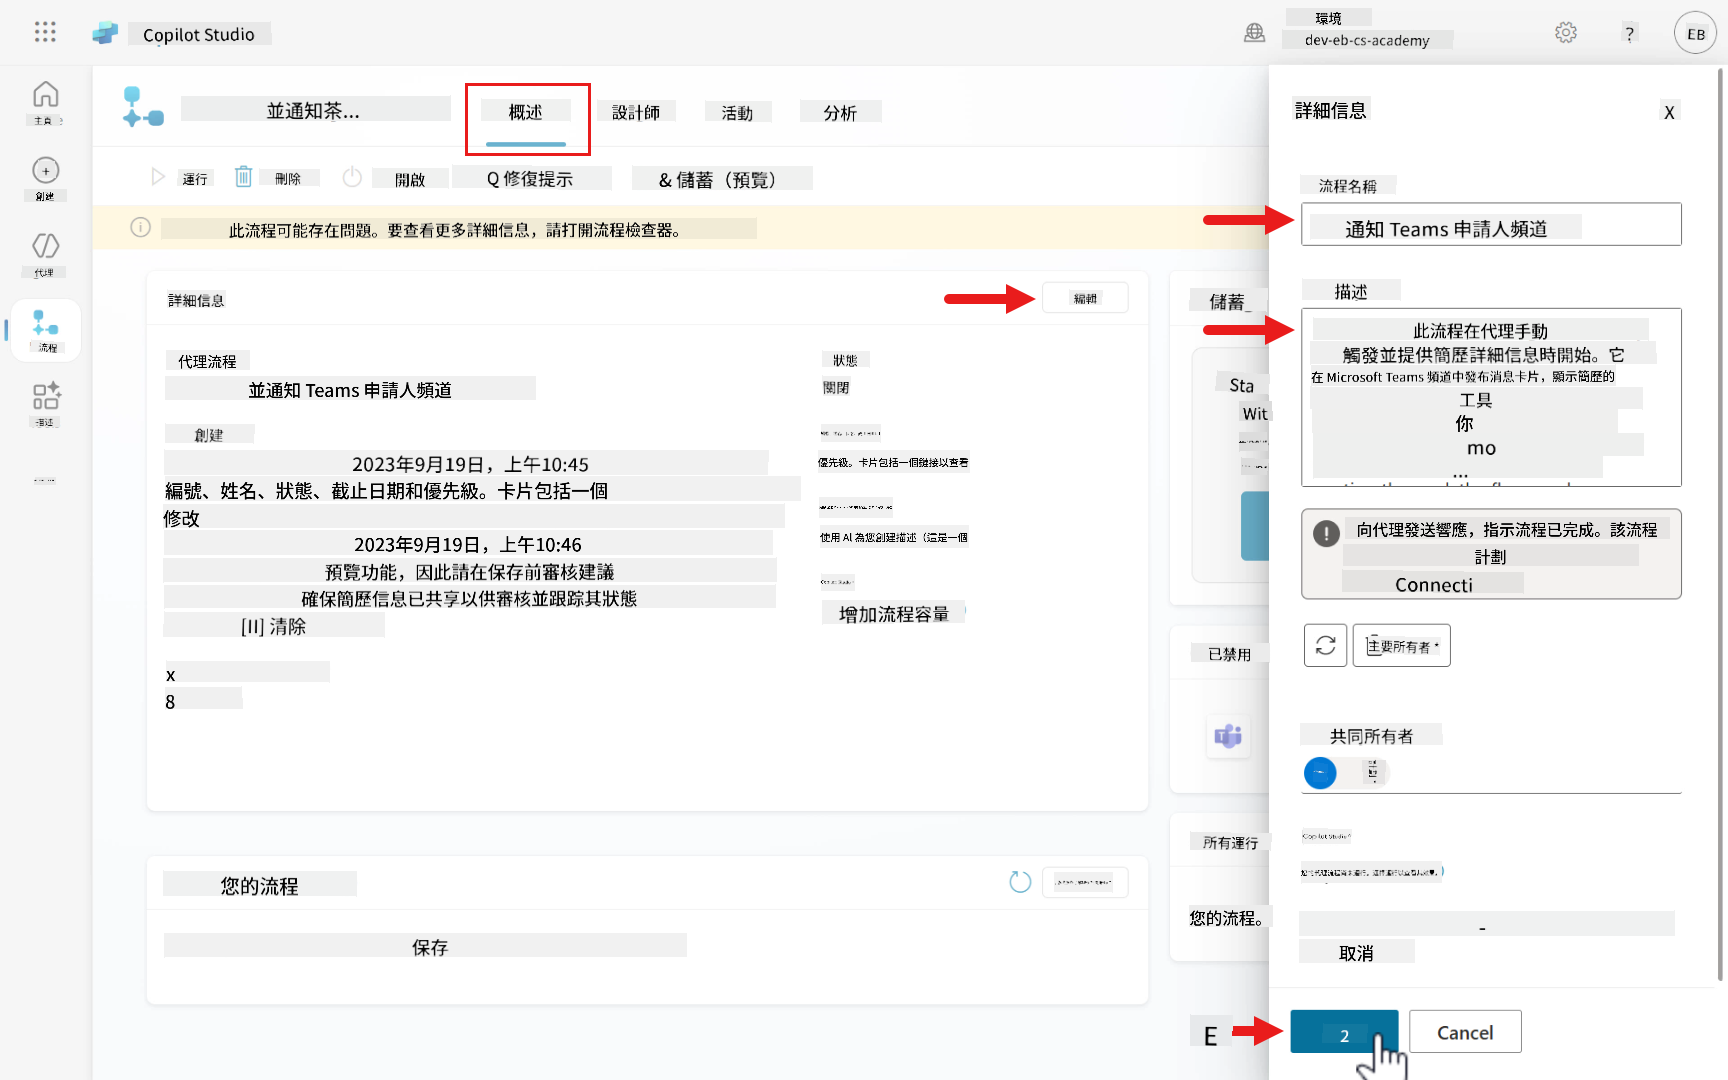 Copilot Studio
環境
dev-eb-cs-academy
?
EB
主頁
創建
代理
流程
描述
並通知茶...
概述
設計師
活動
分析
運行
刪除
開啟
Q 修復提示
& 儲蓄（預覧）
此流程可能存在問題。要查看更多詳細信息，請打開流程檢查器。
詳細信息
編輯
代理流程
並通知 Teams 申請人頻道
創建
2023年9月19日，上午10:45
編號、姓名、狀態、截止日期和優先級。卡片包括一個
修改
2023年9月19日，上午10:46
預覧功能，因此請在保存前審核建議
確保簡歷信息已共享以供審核並跟踪其狀態
[II] 清除
x
8
狀態
關閉
優先級。卡片包括一個鏈接以查看
使用 AI 為您創建描述（這是一個
Copilot Studio
增加流程容量
您的流程
保存
儲蓄_
Sta
Wit
已禁用
所有運行
您的流程。
E
詳細信息
X
流程名稱
通知 Teams 申請人頻道
描述
此流程在代理手動
觸發並提供簡歷詳細信息時開始。它
在 Microsoft Teams 頻道中發布消息卡片，顯示簡歷的
工具
你
mo
...
向代理發送響應，指示流程已完成。該流程
計劃
Connecti
主要所有者 *
共同所有者
Copilot Studio
-
取消
2
Cancel